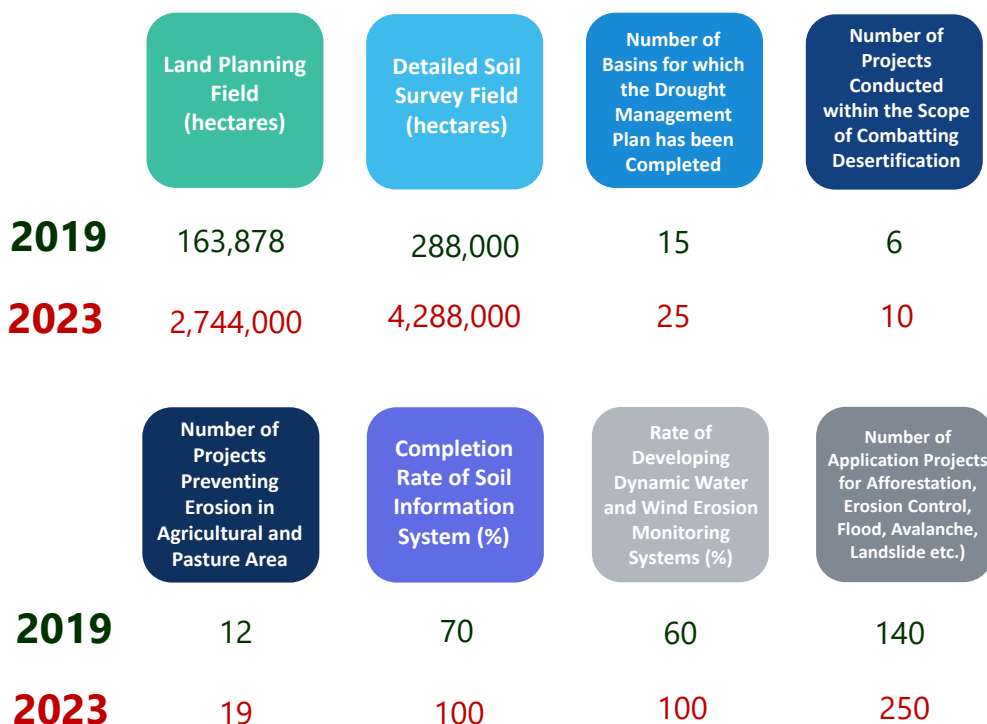 Land Planning
Field
(hectares)
Detailed Soil
Survey Field
(hectares)
Number of
Basins for which
the Drought
Management
Plan has been
Completed
Number of
Projects
Conducted
within the Scope
of Combatting
Desertification
2019 163,878 288,000 15 6
2023 2,744,000 4,288,000 25 10
Number of
Projects
Preventing
Erosion in
Agricultural and
Pasture Area
Completion
Rate of Soil
Information
System (%)
Rate of
Developing
Dynamic Water
and Wind Erosion
Monitoring
Systems (%)
Number of
Application Projects
for Afforestation,
Erosion Control,
Flood, Avalanche,
Landslide etc.)
2019 12 70 60 140
2023 19 100 100 250